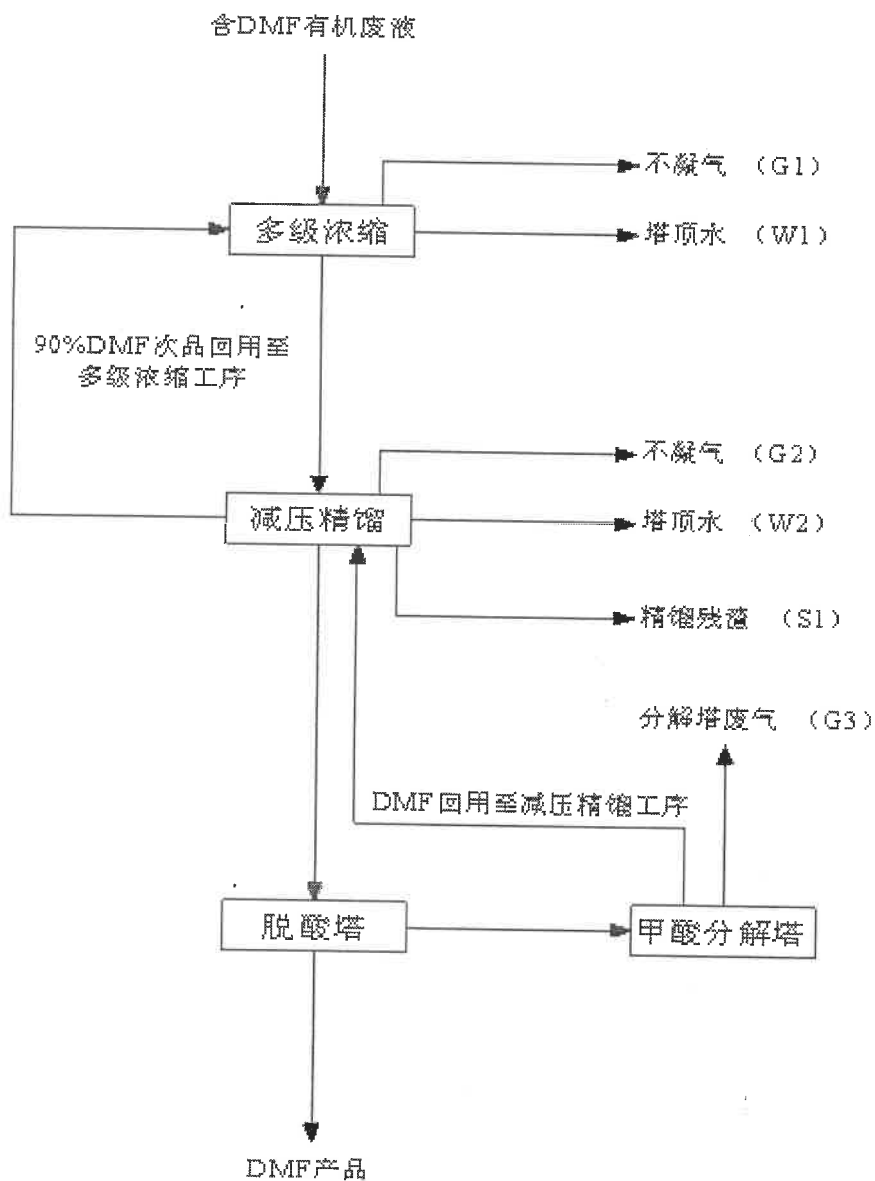 含DMF有机废液
不凝气（G1）
多级浓缩
塔顶水（W1）
90%DMF次品回用至
多级浓缩工序
不凝气（G2）
减压精馏
塔顶水（W2）
精馏残渣（S1）
分解塔废气（G3）
DMF回用至减压精馏工序
脱酸塔
甲酸分解塔
DMF产品